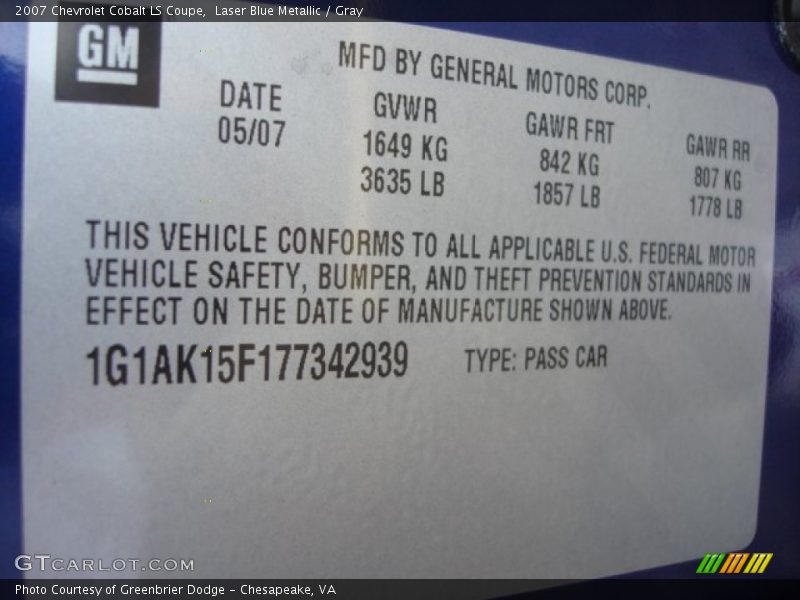 2007 Chevrolet Cobalt LS Coupe,  Laser Blue Metallic / Gray
GM
MFD BY GENERAL MOTORS CORP.
DATE GVWR GAWR FRT GAWR RR
05/07 1649 KG 842 KG 807 KG
3635 LB 1857 LB 1778 LB
THIS VEHICLE CONFORMS TO ALL APPLICABLE U.S. FEDERAL MOTOR
VEHICLE SAFETY, BUMPER, AND THEFT PREVENTION STANDARDS IN
EFFECT ON THE DATE OF MANUFACTURE SHOWN ABOVE.
1G1AK15F177342939 TYPE: PASS CAR
GTCARLOT.COM
Photo Courtesy of Greenbrier Dodge - Chesapeake, VA